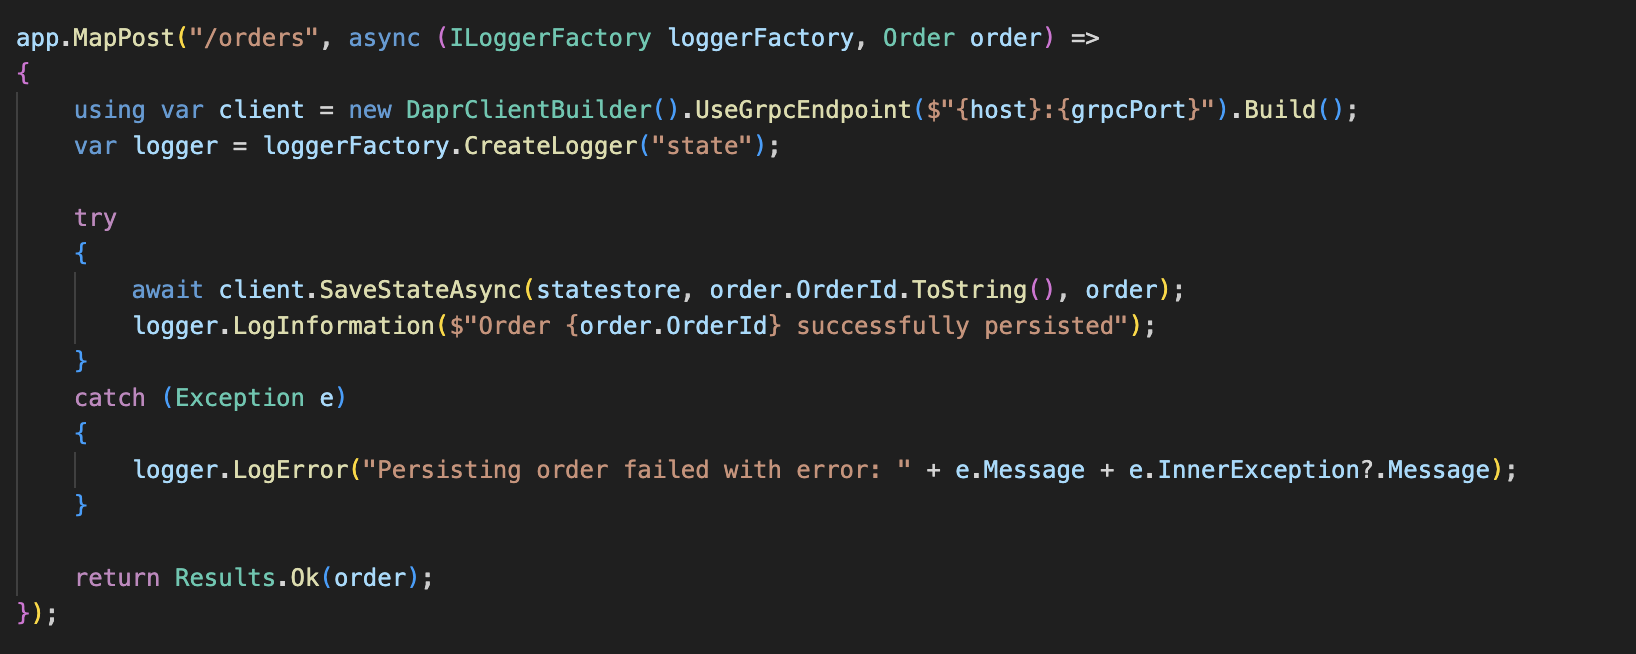 app.MapPost("/orders", async (ILoggerFactory loggerFactory, Order order) =>
{
    using var client = new DaprClientBuilder().UseGrpcEndpoint($"{host}:{grpcPort}").Build();
    var logger = loggerFactory.CreateLogger("state");

    try
    {
        await client.SaveStateAsync(statestore, order.OrderId.ToString(), order);
        logger.LogInformation($"Order {order.OrderId} successfully persisted");
    }
    catch (Exception e)
    {
        logger.LogError("Persisting order failed with error: " + e.Message + e.InnerException?.Message);
    }

    return Results.Ok(order);
});